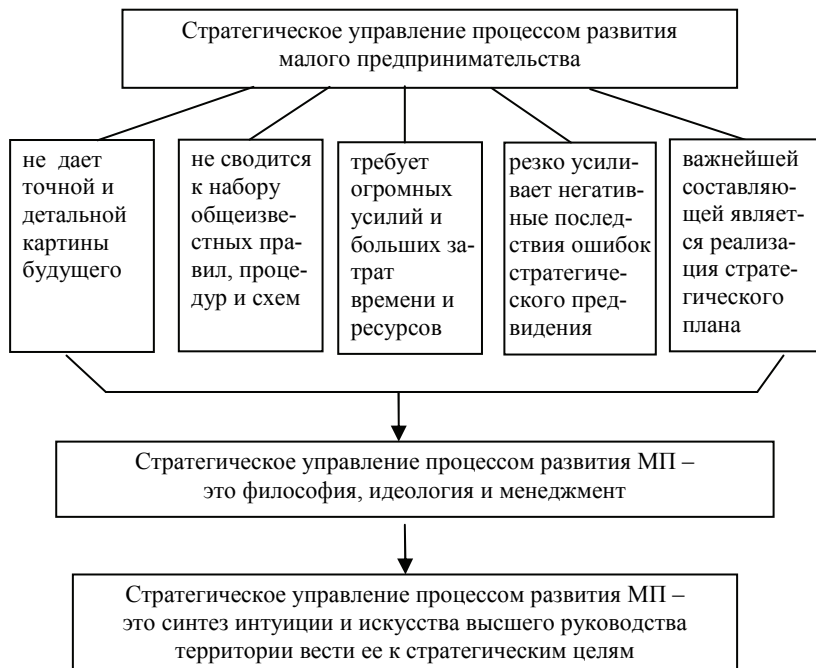 Стратегическое управление процессом развития
малого предпринимательства
не дает
точной и
детальной
картины
будущего
не сводится
к набору
общеизве-
стных пра-
вил, проце-
дур и схем
требует
огромных
усилий и
больших за-
трат
времени и
ресурсов
резко усили-
вает негатив-
ные послед-
ствия ошибок
стратегиче-
ского пред-
видения
важнейшей
составляю-
щей являет-
ся реализа-
ция страте-
гического
плана
Стратегическое управление процессом развития МП –
это философия, идеология и менеджмент
Стратегическое управление процессом развития МП –
это синтез интуиции и искусства высшего руководства
территории вести ее к стратегическим целям